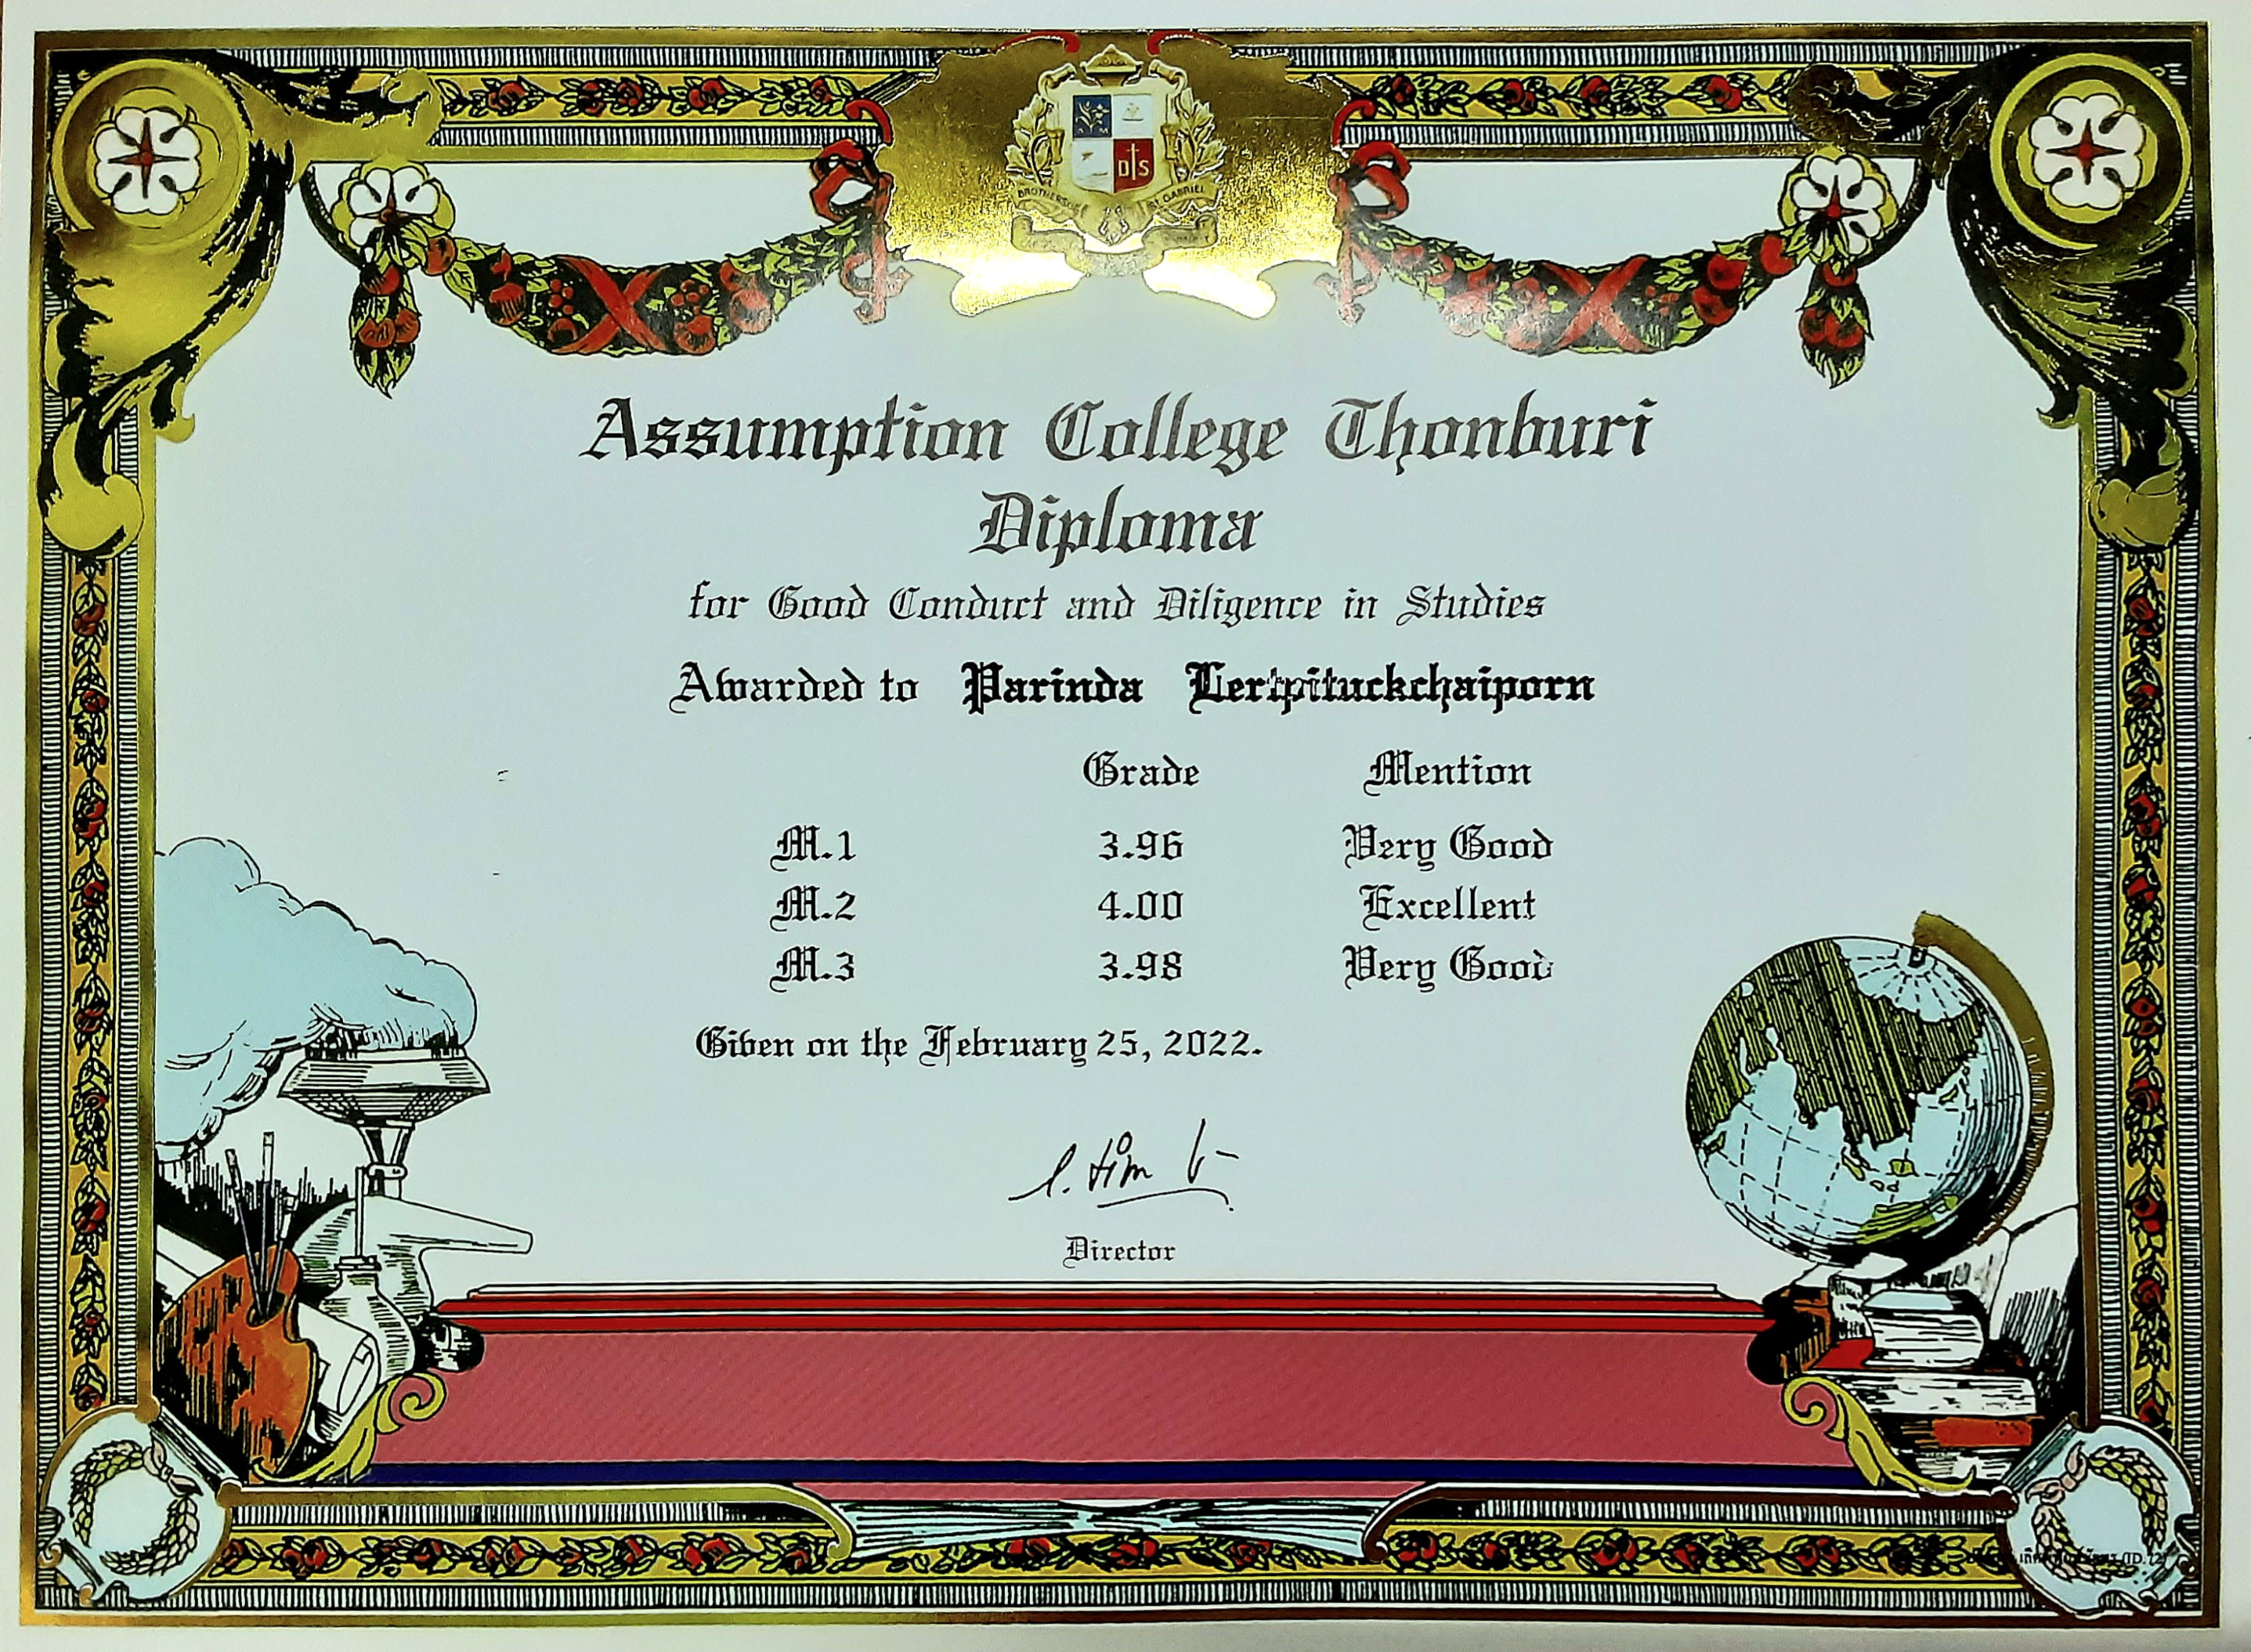 D S
BROTHERS OF ST. GABRIEL
Assumption College Thonburi
Diploma
for Good Conduct and Diligence in Studies
Awarded to Parinda Lertpituckchaiporn
Grade Mention
M.1 3.96 Very Good
M.2 4.00 Excellent
M.3 3.98 Very Good
Given on the February 25, 2022.
Director